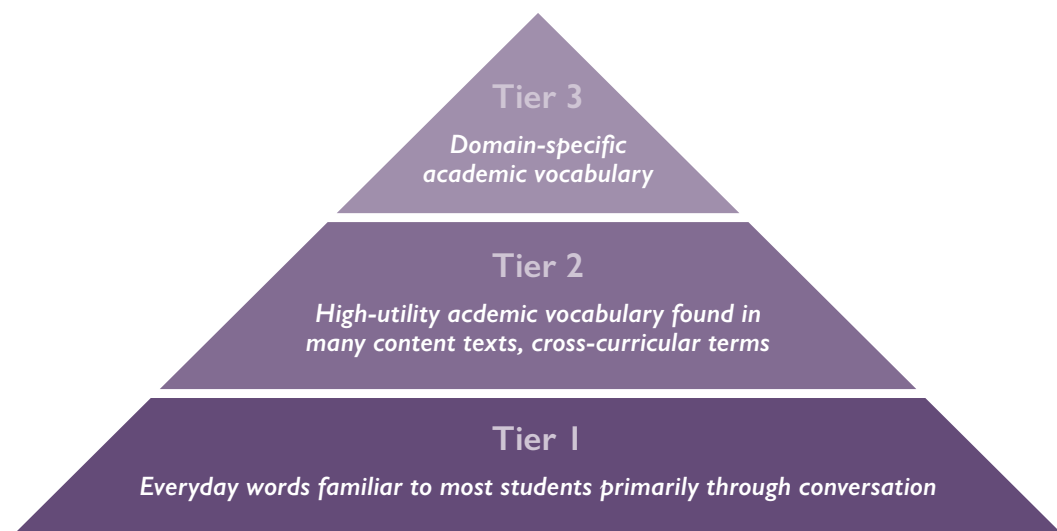 Tier 3
Domain-specific
academic vocabulary
Tier 2
High-utility acdemic vocabulary found in
many content texts, cross-curricular terms
Tier 1
Everyday words familiar to most students primarily through conversation